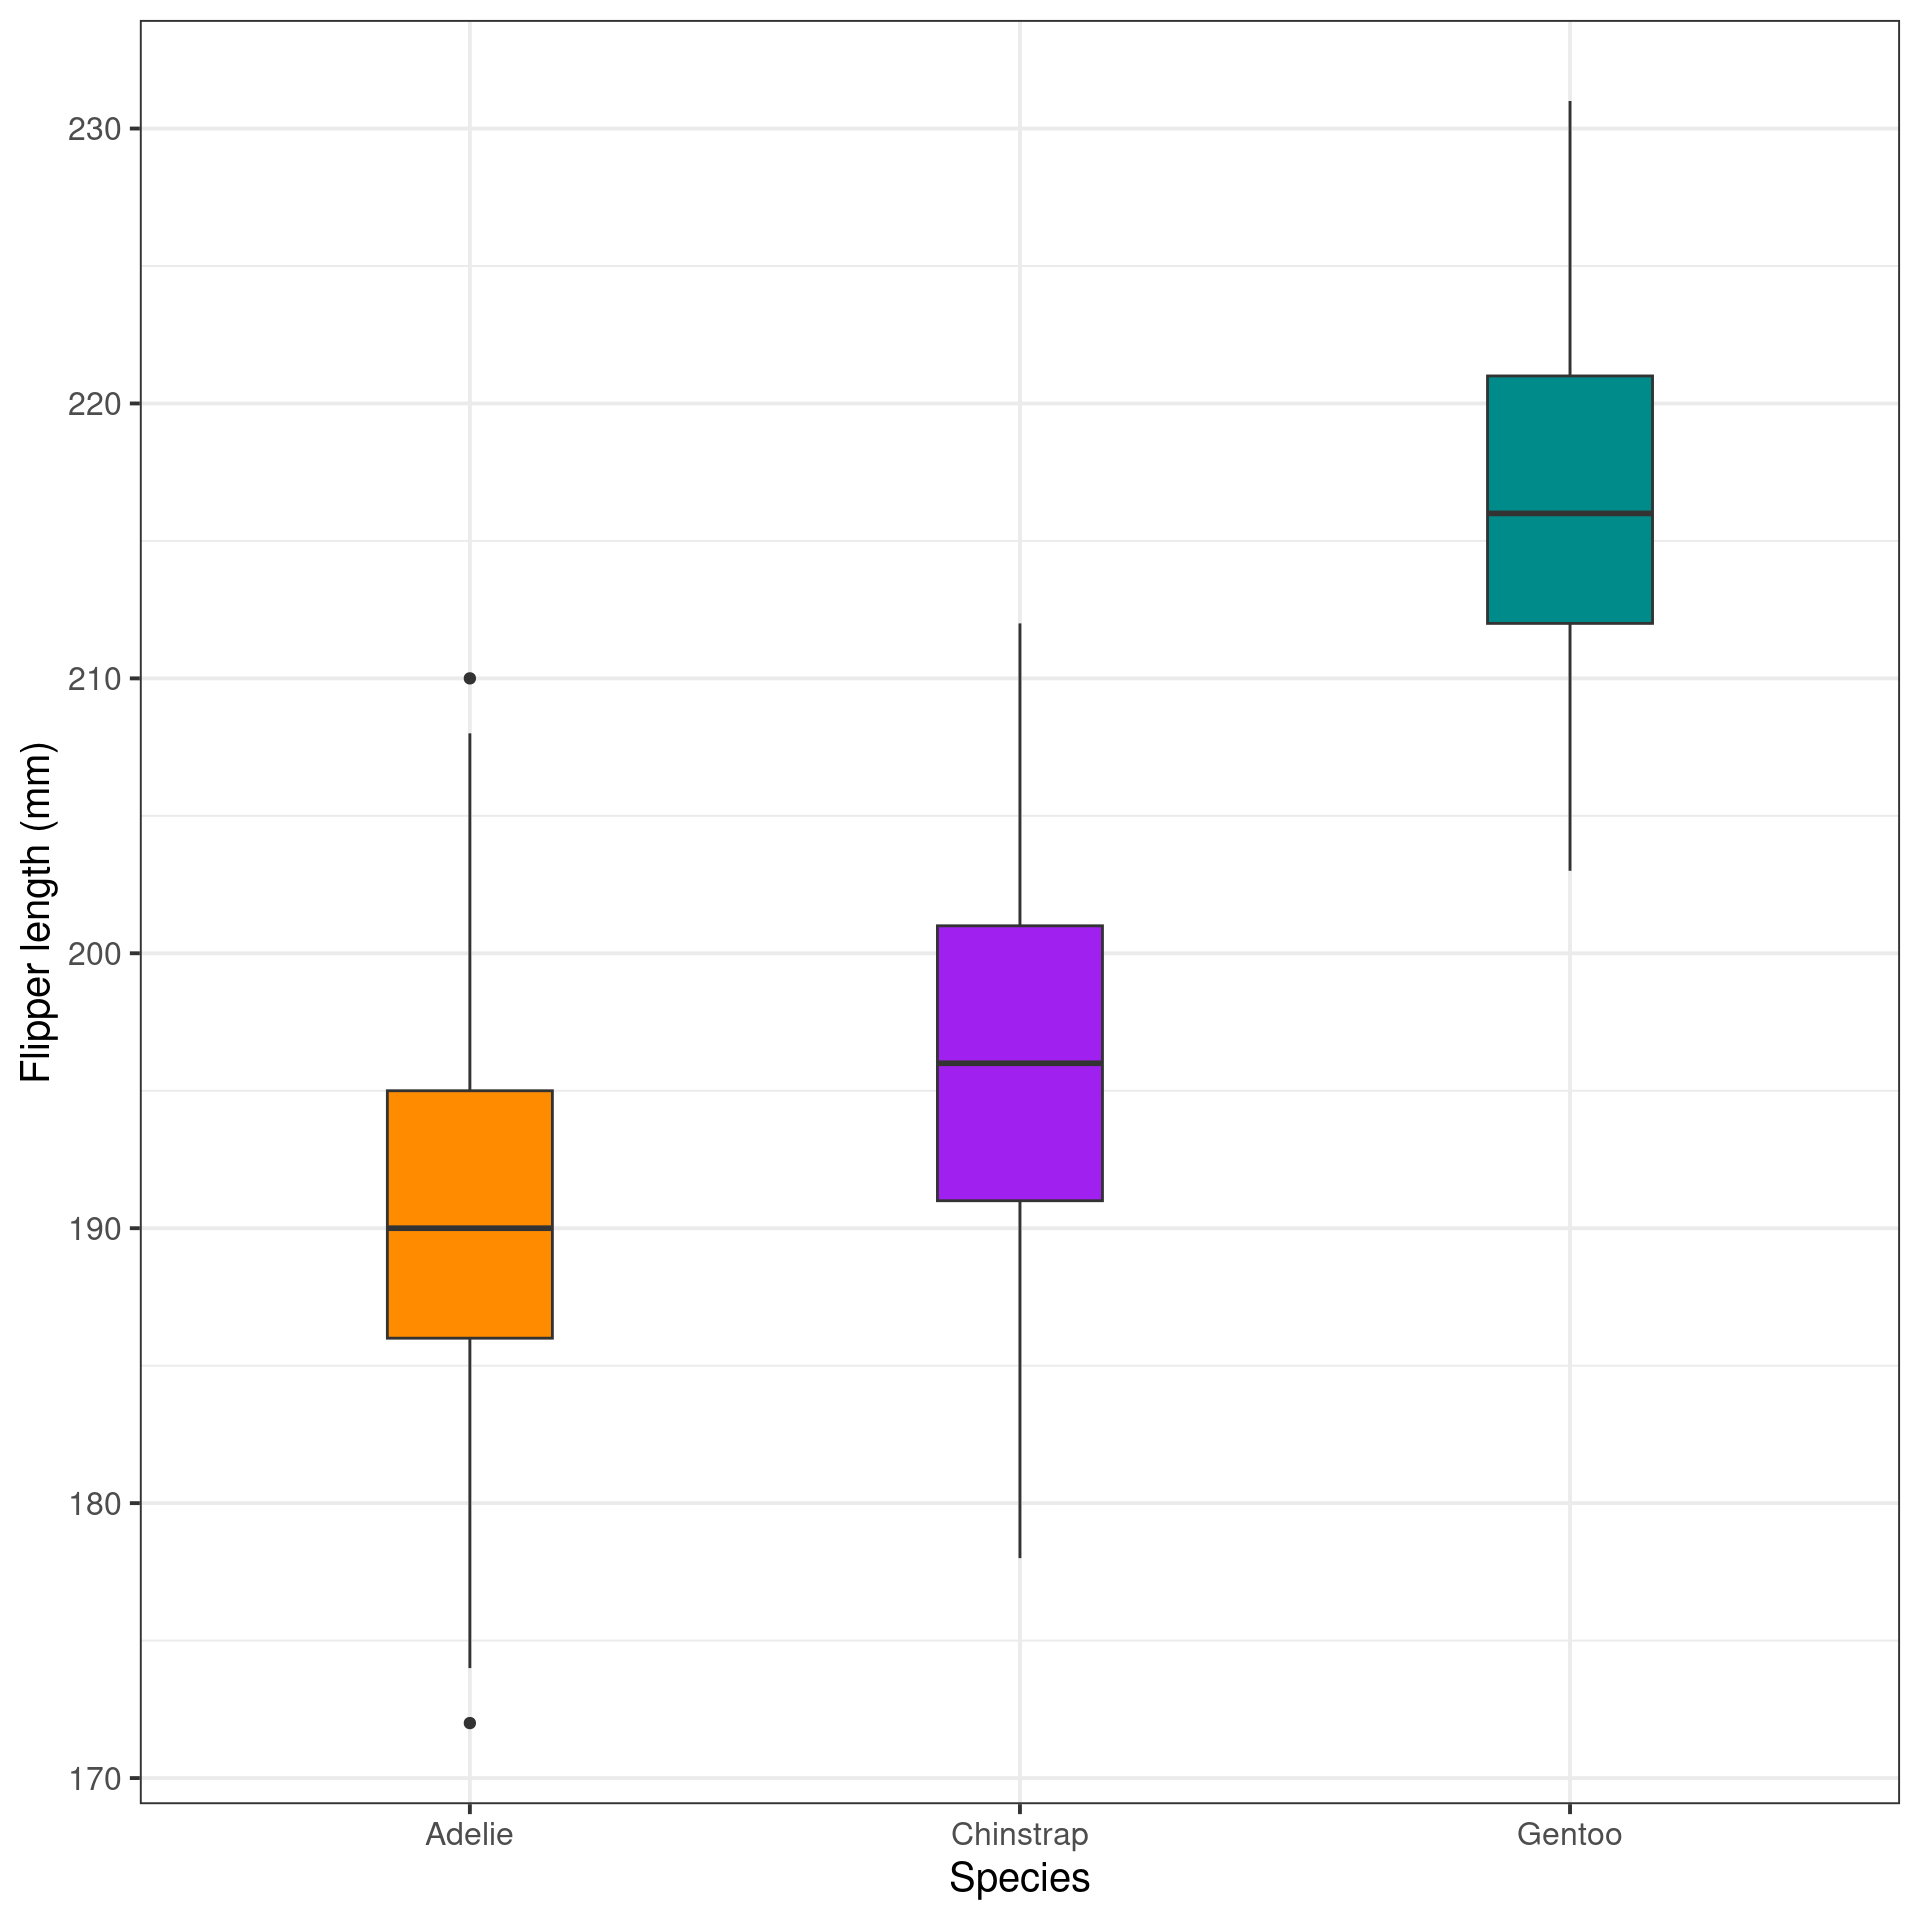 230
220
210
200
190
180
170
Flipper length (mm)
Adelie
Chinstrap
Gentoo
Species